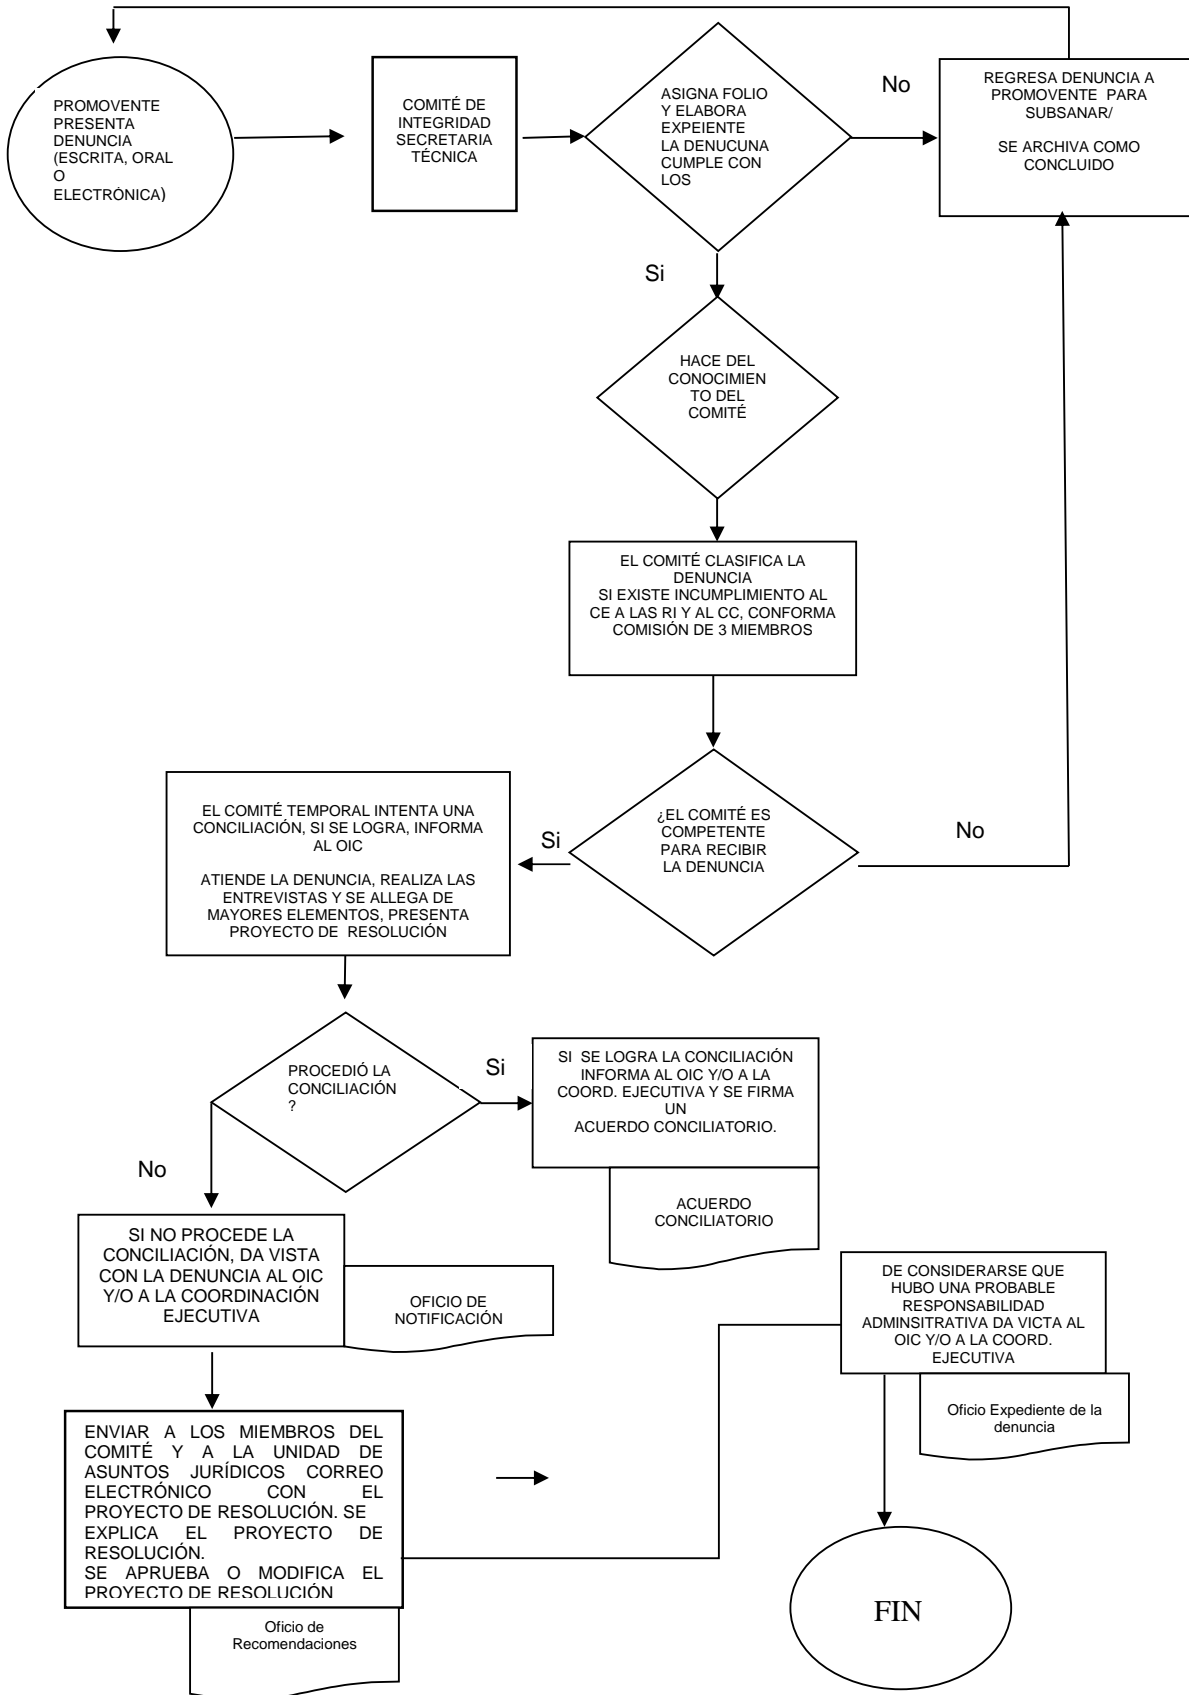 PROMOVENTE
PRESENTA
DENUNCIA
(ESCRITA, ORAL
O
ELECTRÓNICA)
COMITÉ DE
INTEGRIDAD
SECRETARIA
TÉCNICA
ASIGNA FOLIO
Y ELABORA
EXPEIENTE
LA DENUCUNA
CUMPLE CON
LOS
No
REGRESA DENUNCIA A
PROMOVENTE PARA
SUBSANAR/
SE ARCHIVA COMO
CONCLUIDO
Si
HACE DEL
CONOCIMIEN
TO DEL
COMITÉ
EL COMITÉ CLASIFICA LA
DENUNCIA
SI EXISTE INCUMPLIMIENTO AL
CE A LAS RI Y AL CC, CONFORMA
COMISIÓN DE 3 MIEMBROS
¿EL COMITÉ ES
COMPETENTE
PARA RECIBIR
LA DENUNCIA
No
Si
EL COMITÉ TEMPORAL INTENTA UNA
CONCILIACIÓN, SI SE LOGRA, INFORMA
AL OIC
ATIENDE LA DENUNCIA, REALIZA LAS
ENTREVISTAS Y SE ALLEGA DE
MAYORES ELEMENTOS, PRESENTA
PROYECTO DE RESOLUCIÓN
PROCEDIÓ LA
CONCILIACIÓN
?
Si
SI SE LOGRA LA CONCILIACIÓN
INFORMA AL OIC Y/O A LA
COORD. EJECUTIVA Y SE FIRMA
UN
ACUERDO CONCILIATORIO.
ACUERDO
CONCILIATORIO
No
SI NO PROCEDE LA
CONCILIACIÓN, DA VISTA
CON LA DENUNCIA AL OIC
Y/O A LA COORDINACIÓN
EJECUTIVA
OFICIO DE
NOTIFICACIÓN
ENVIAR A LOS MIEMBROS DEL
COMITÉ Y A LA UNIDAD DE
ASUNTOS JURÍDICOS CORREO
ELECTRÓNICO CON EL
PROYECTO DE RESOLUCIÓN. SE
EXPLICA EL PROYECTO DE
RESOLUCIÓN.
SE APRUEBA O MODIFICA EL
PROYECTO DE RESOLUCIÓN
Oficio de
Recomendaciones
DE CONSIDERARSE QUE
HUBO UNA PROBABLE
RESPONSABILIDAD
ADMINSITRATIVA DA VICTA AL
OIC Y/O A LA COORD.
EJECUTIVA
Oficio Expediente de la
denuncia
FIN